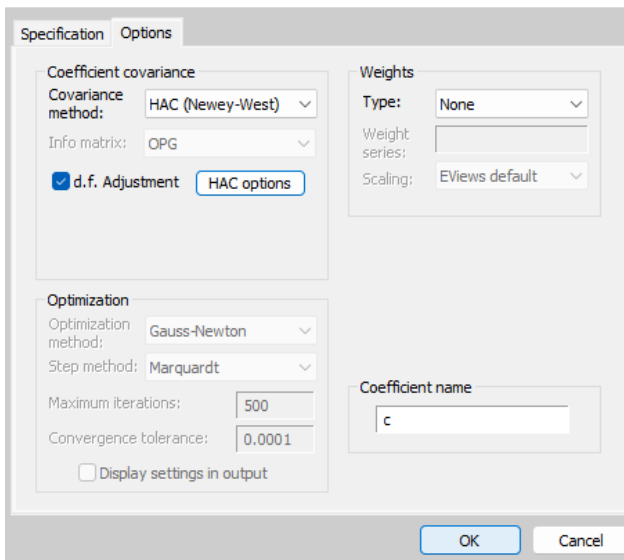 Specification Options
Coefficient covariance
Covariance method: HAC (Newey-West)
Info matrix: OPG
d.f. Adjustment HAC options
Weights
Type: None
Weight series:
Scaling: EViews default
Optimization
Optimization method: Gauss-Newton
Step method: Marquardt
Maximum iterations: 500
Convergence tolerance: 0.0001
Display settings in output
Coefficient name
c
OK Cancel